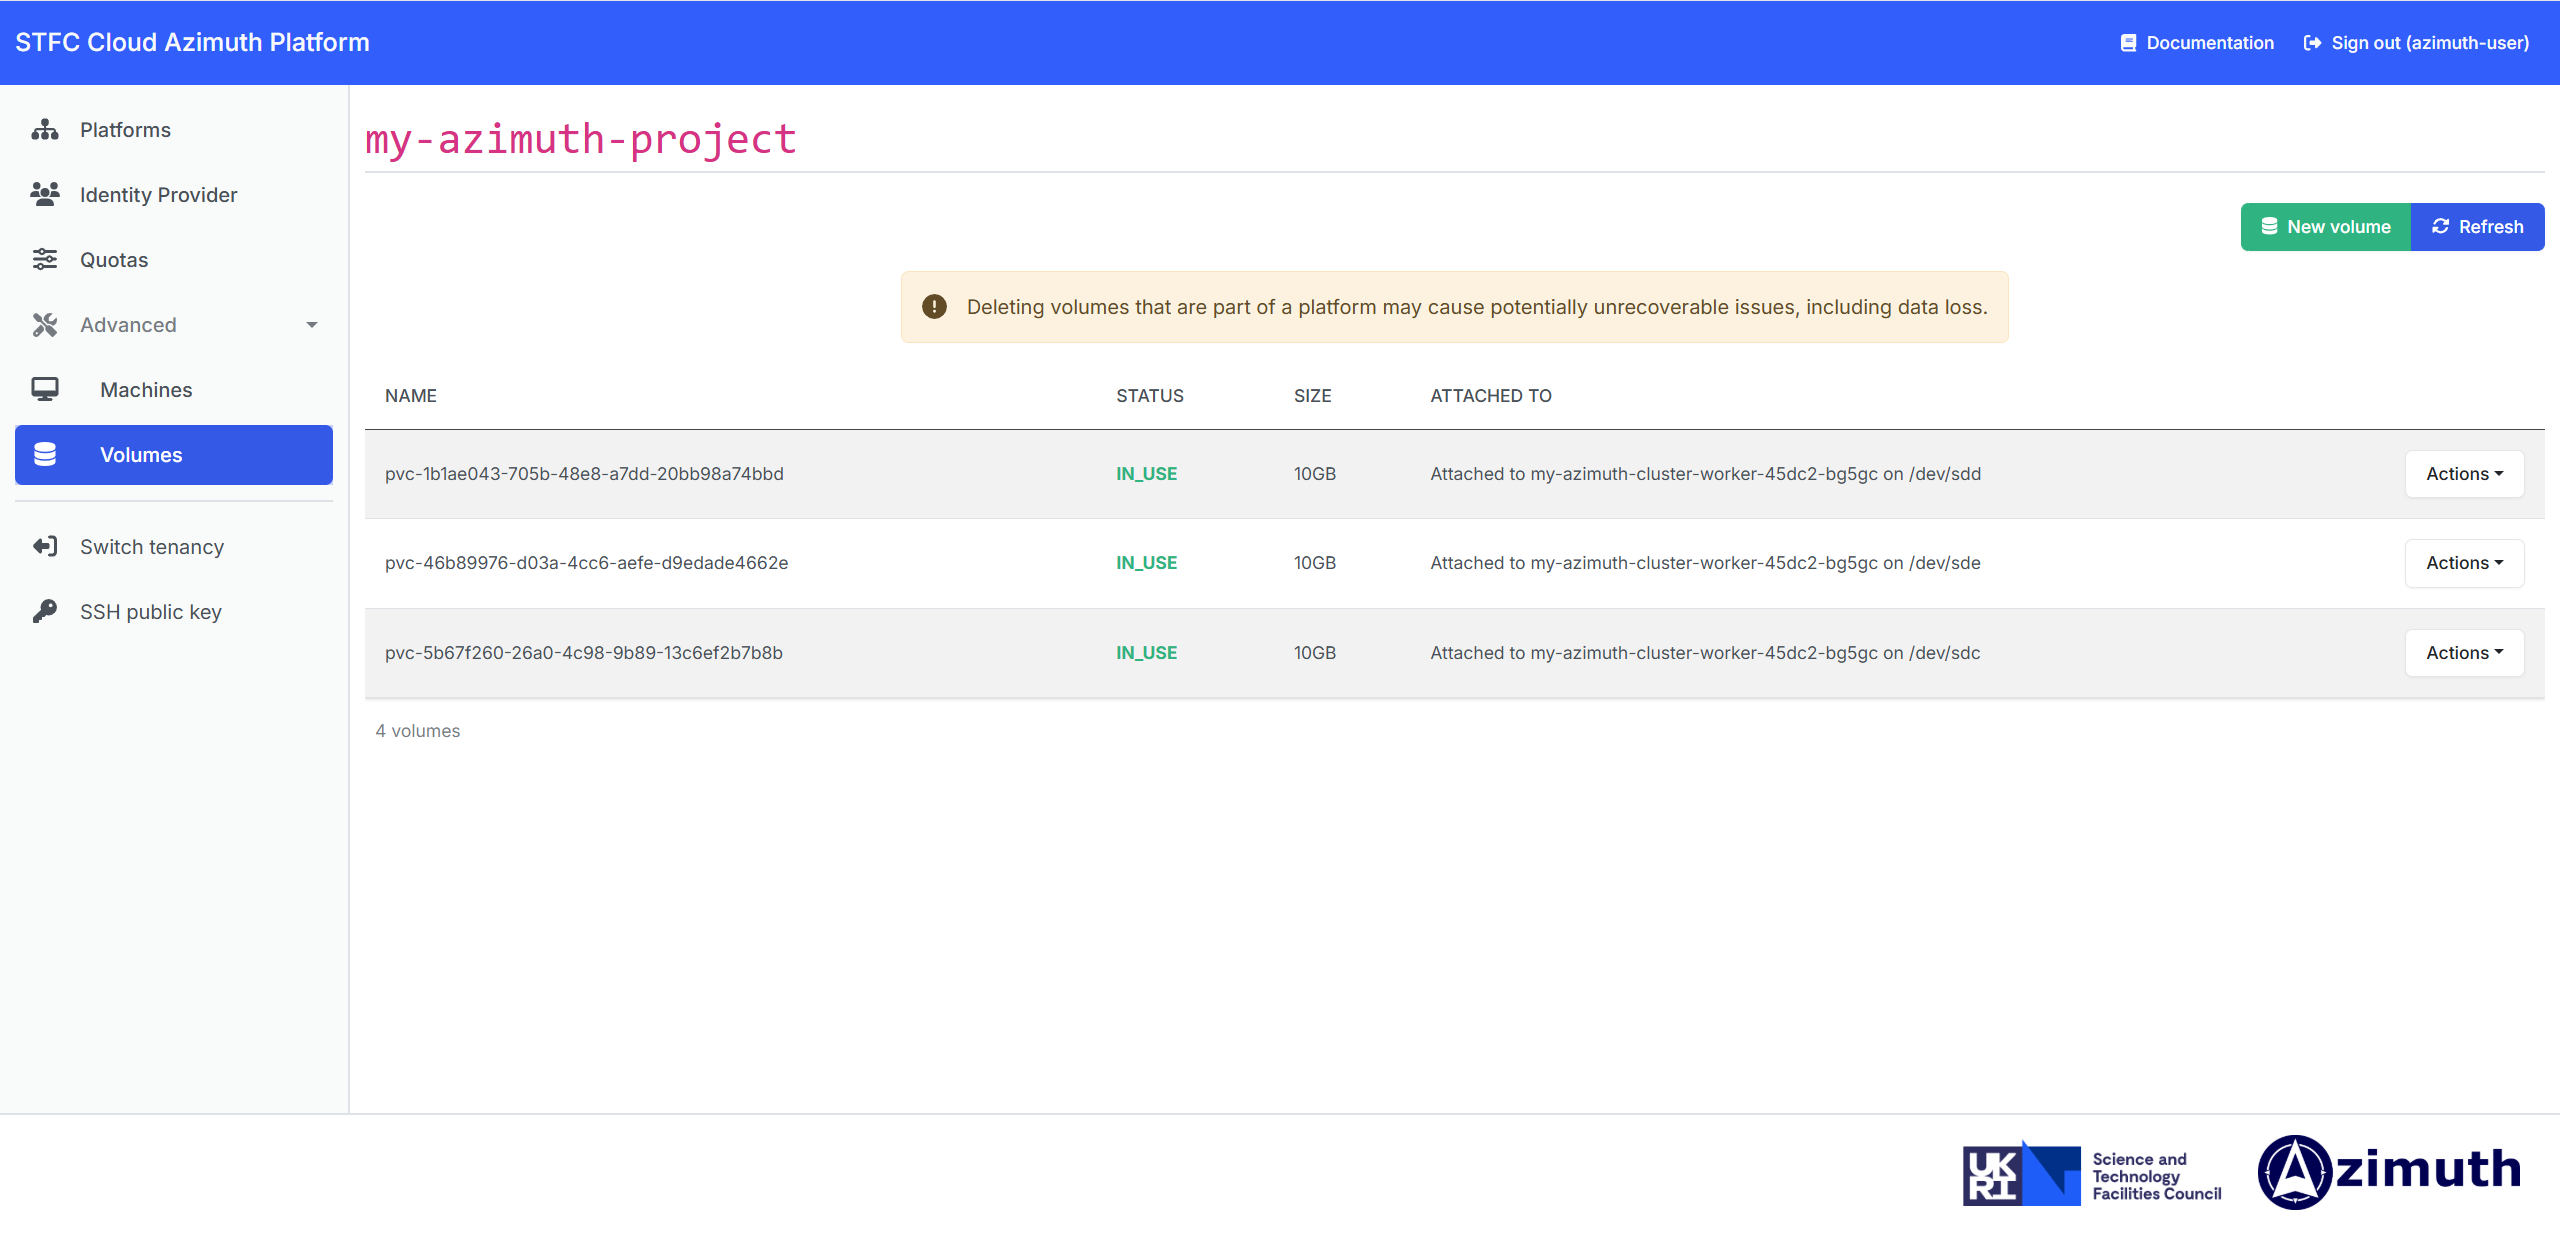 STFC Cloud Azimuth Platform
Documentation
Sign out (azimuth-user)
Platforms
Identity Provider
Quotas
Advanced
Machines
Volumes
Switch tenancy
SSH public key
my-azimuth-project
New volume
Refresh
Deleting volumes that are part of a platform may cause potentially unrecoverable issues, including data loss.
NAME STATUS SIZE ATTACHED TO
pvc-1b1ae043-705b-48e8-a7dd-20bb98a74bbd IN_USE 10GB Attached to my-azimuth-cluster-worker-45dc2-bg5gc on /dev/sdd Actions
pvc-46b89976-d03a-4cc6-aefe-d9edade4662e IN_USE 10GB Attached to my-azimuth-cluster-worker-45dc2-bg5gc on /dev/sde Actions
pvc-5b67f260-26a0-4c98-9b89-13c6ef2b7b8b IN_USE 10GB Attached to my-azimuth-cluster-worker-45dc2-bg5gc on /dev/sdc Actions
4 volumes
UK
RI
Science and
Technology
Facilities Council
Azimuth